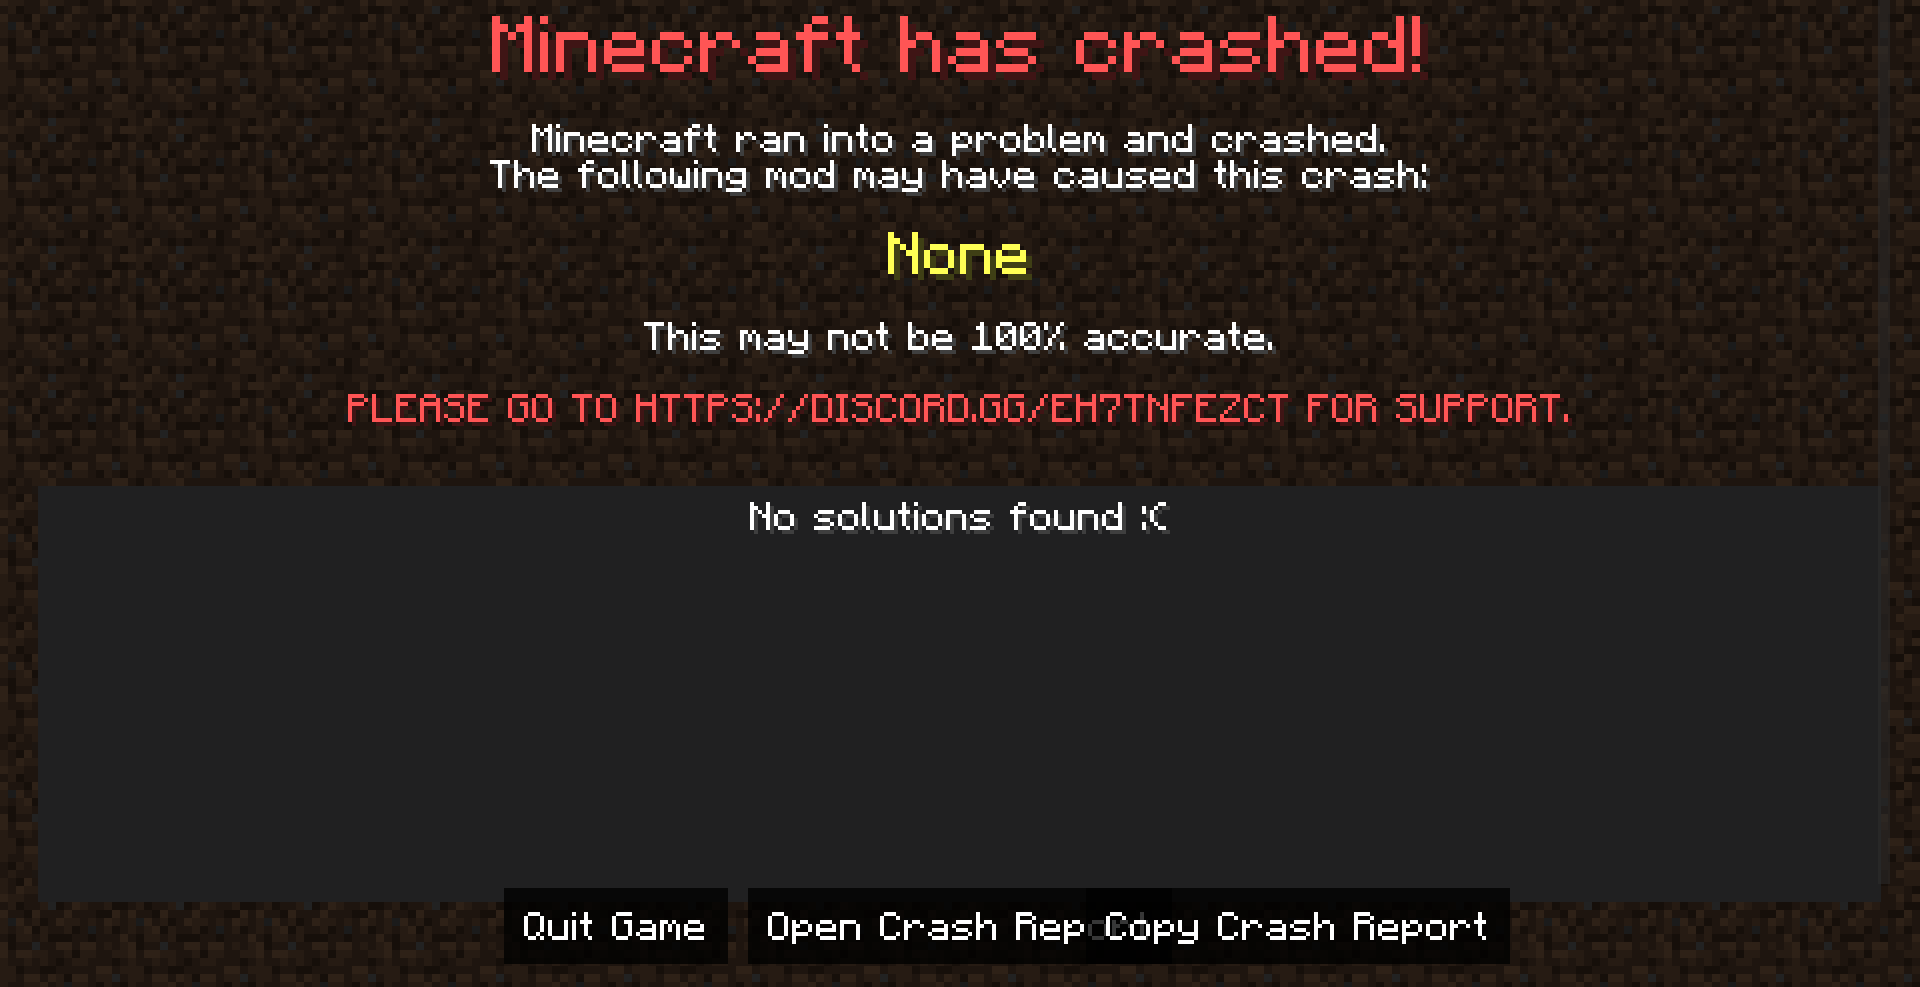 Minecraft has crashed!
Minecraft ran into a problem and crashed.
The following mod may have caused this crash:
None
This may not be 100% accurate.
PLEASE GO TO HTTPS://DISCORD.GG/EH7TNFEZCT FOR SUPPORT.
No solutions found :(
Quit Game
Open Crash Report
Copy Crash Report